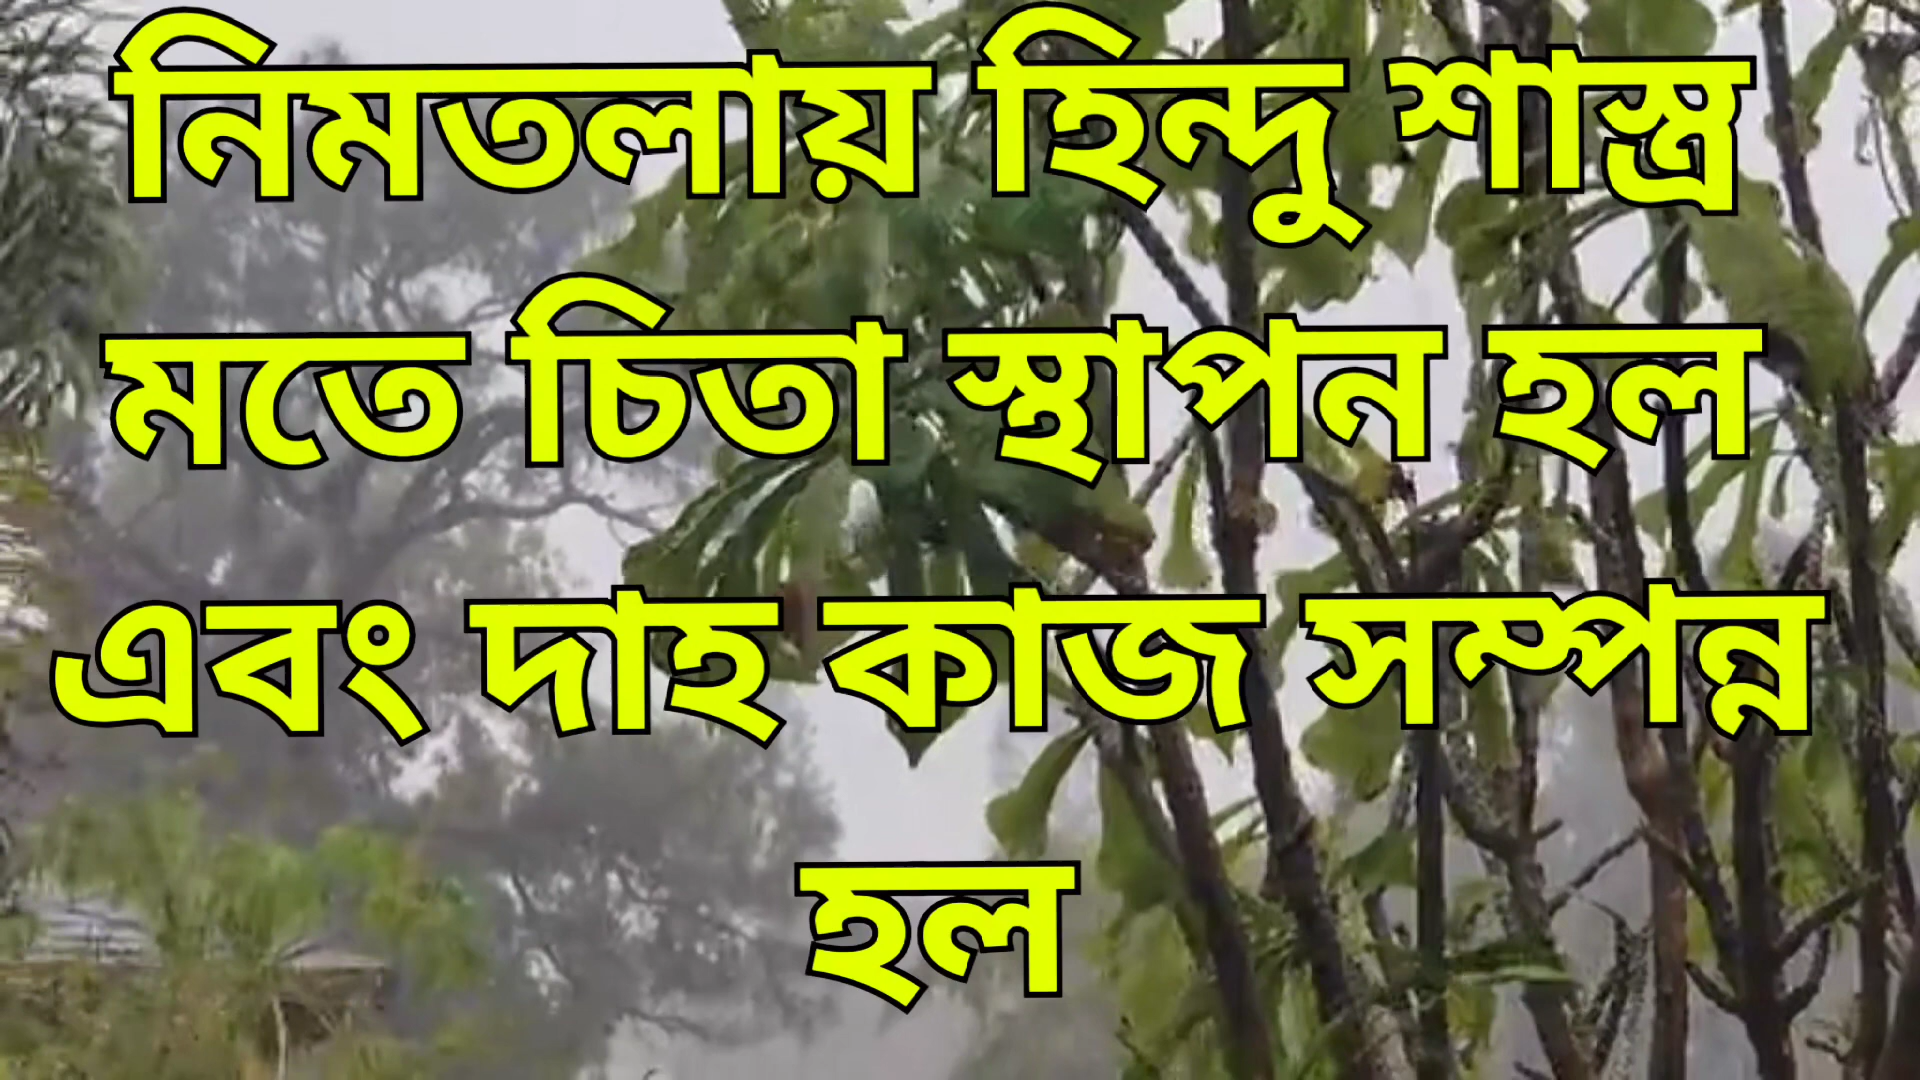 নিমতলায় হিন্দু শাস্ত্র
মতে চিতা স্থাপন হল
এবং দাহ কাজ সম্পন্ন
হল